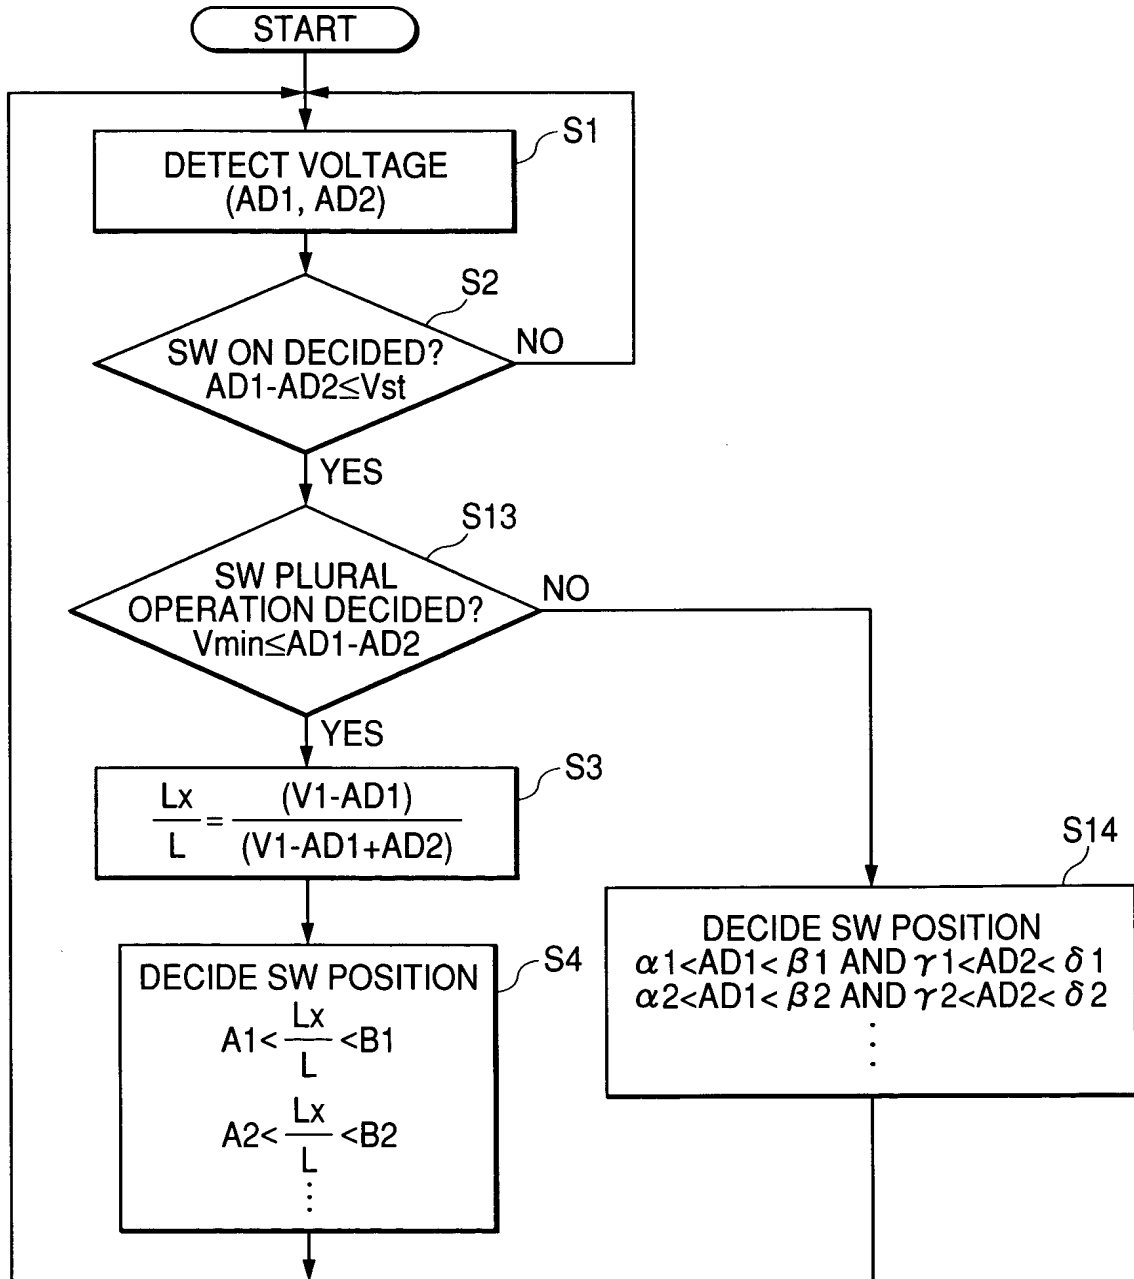 START
S1
DETECT VOLTAGE
(AD1, AD2)
S2
SW ON DECIDED?
AD1-AD2≤Vst
NO
YES
S13
SW PLURAL
OPERATION DECIDED?
Vmin≤AD1-AD2
NO
YES
S3
Lx/L = (V1-AD1)/(V1-AD1+AD2)
S14
DECIDE SW POSITION
α1<AD1<β1 AND γ1<AD2<δ1
α2<AD1<β2 AND γ2<AD2<δ2
⋮
S4
DECIDE SW POSITION
A1< Lx/L <B1
A2< Lx/L <B2
⋮